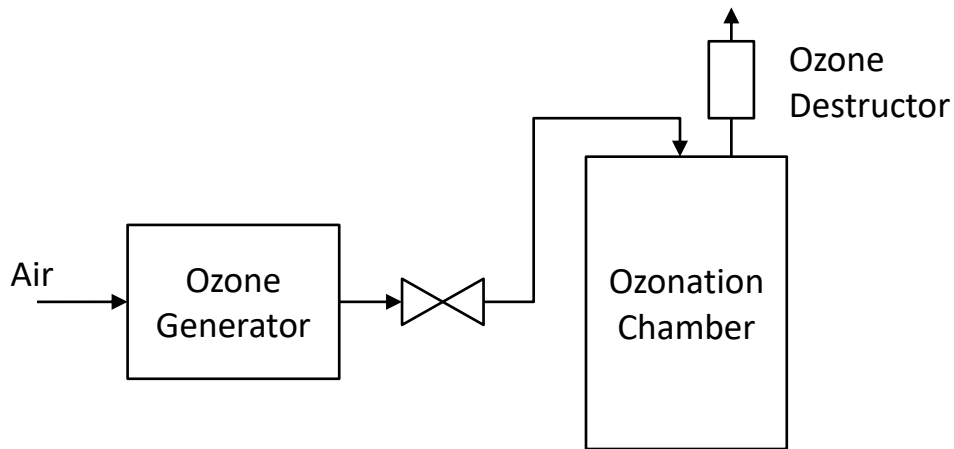 Air
Ozone
Generator
Ozonation
Chamber
Ozone
Destructor